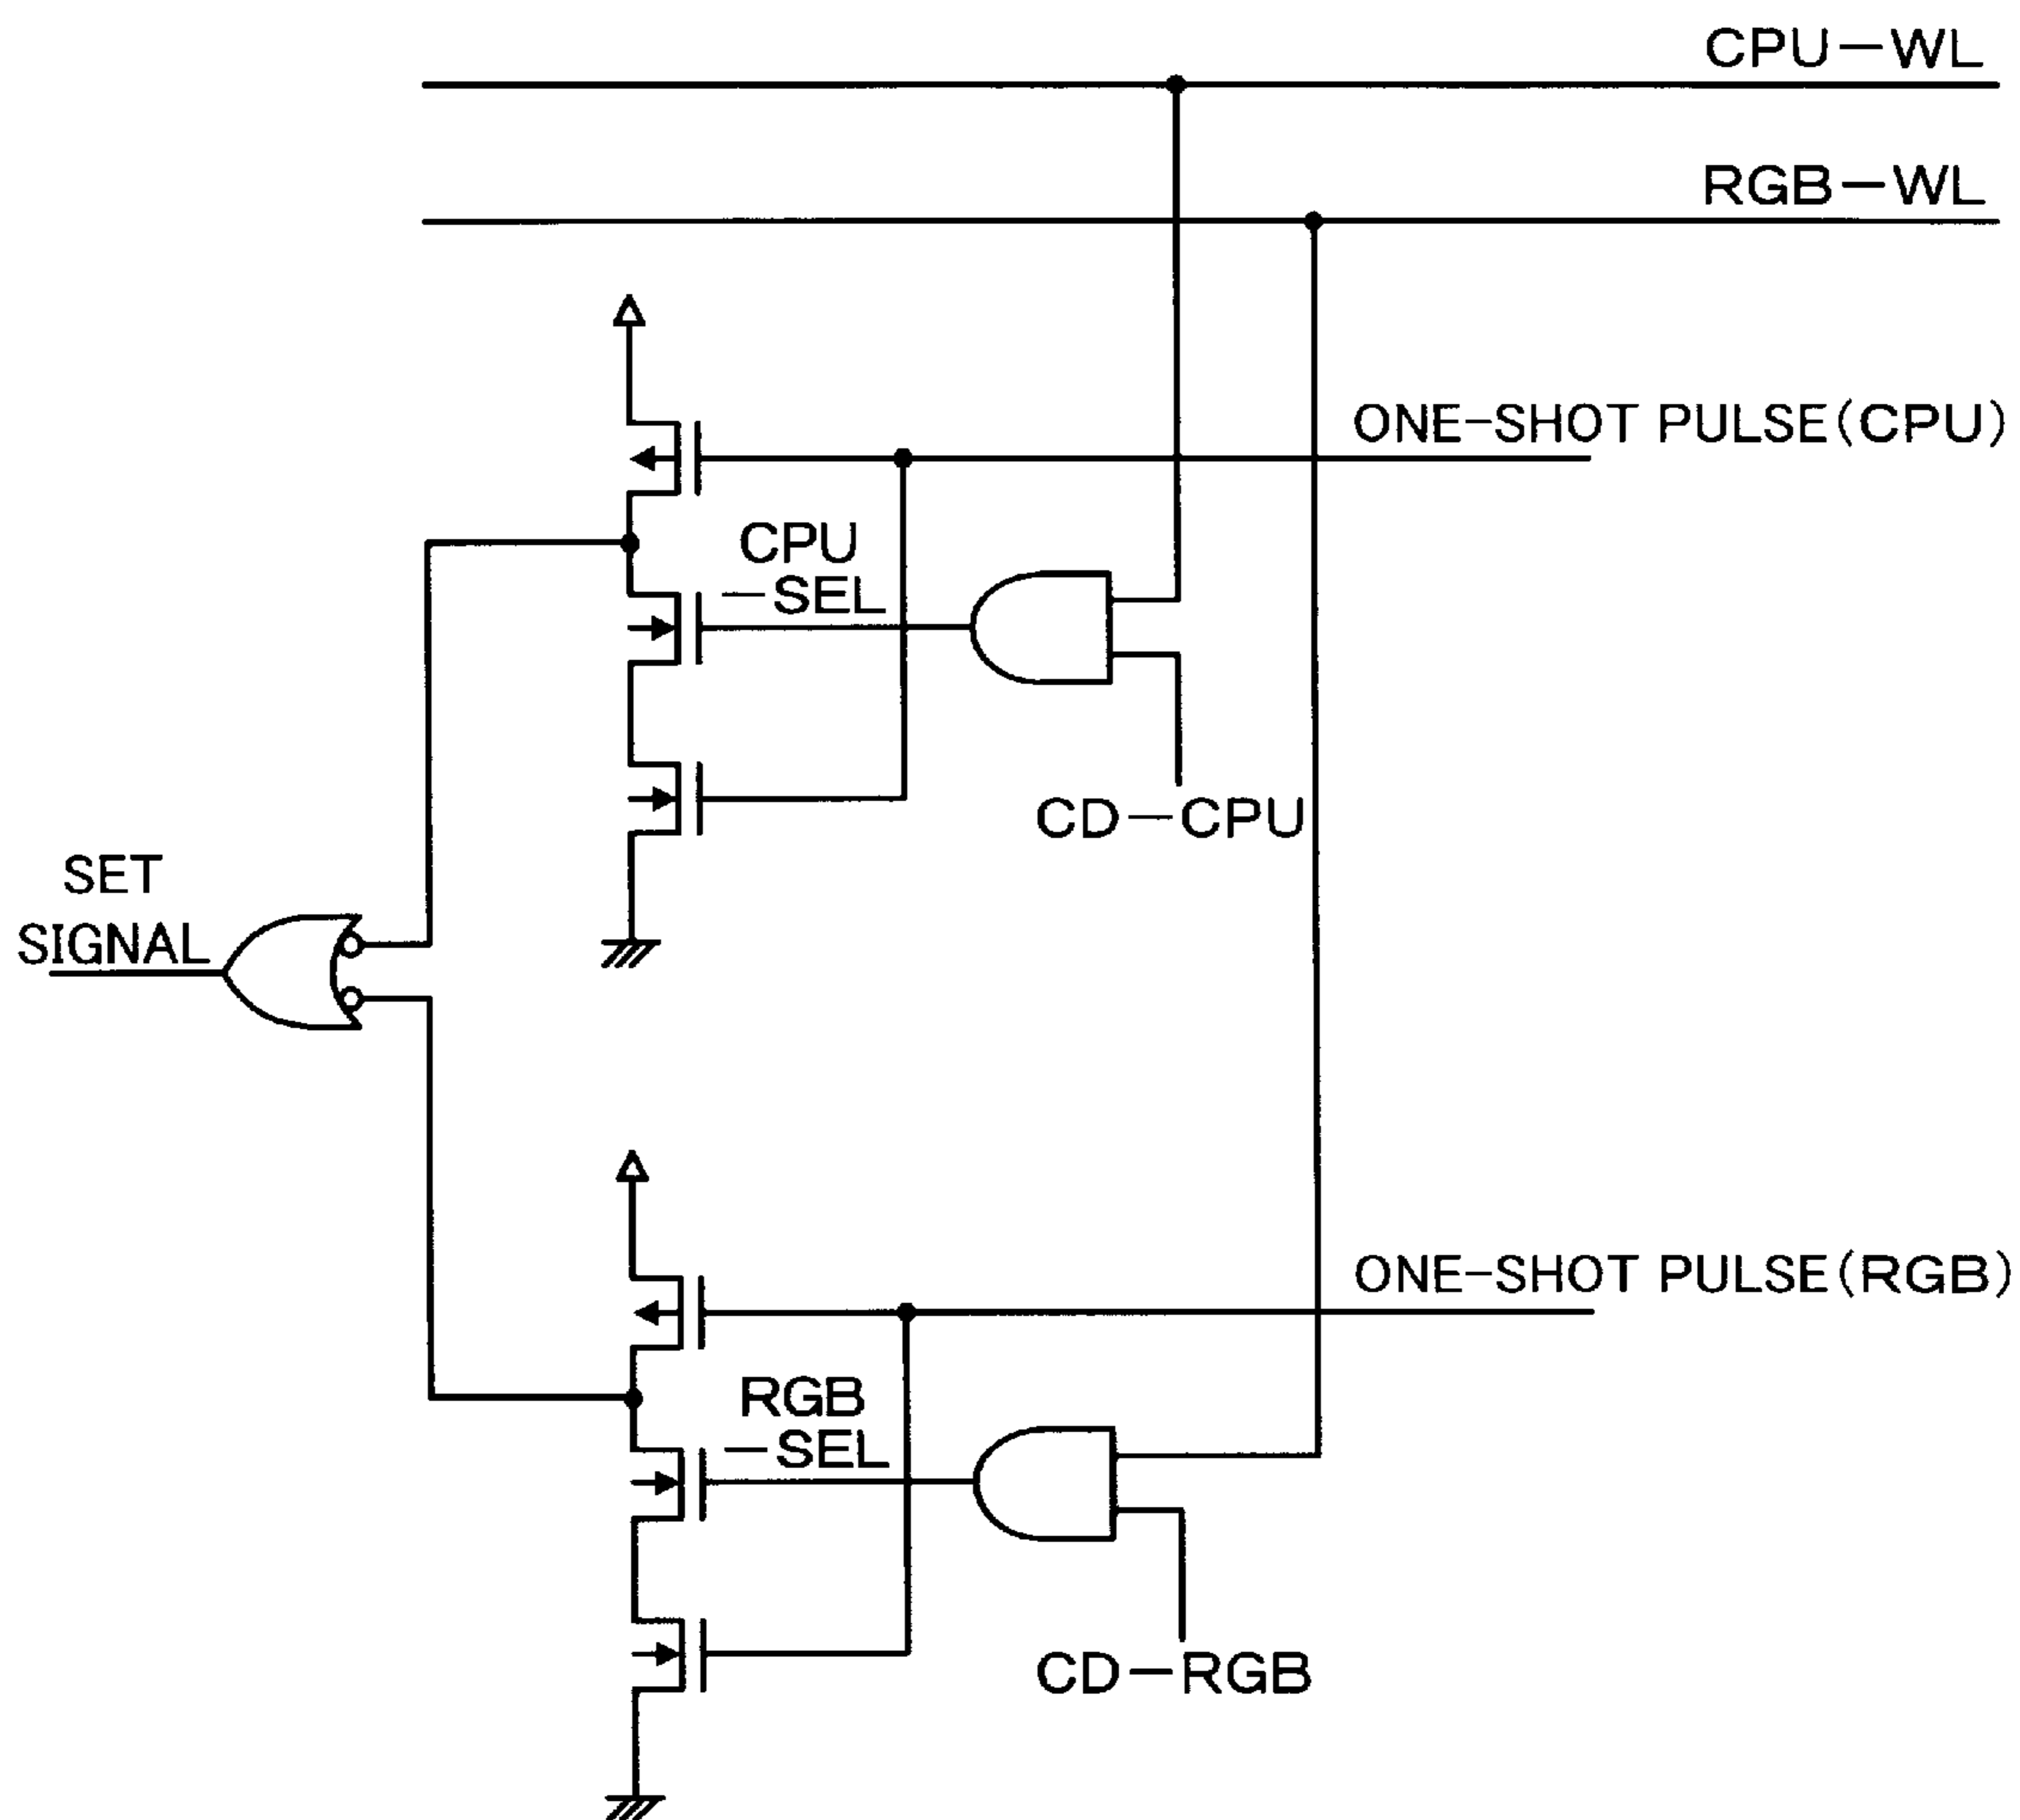 CPU-WL
RGB-WL
ONE-SHOT PULSE(CPU)
CPU
-SEL
CD-CPU
SET
SIGNAL
ONE-SHOT PULSE(RGB)
RGB
-SEL
CD-RGB